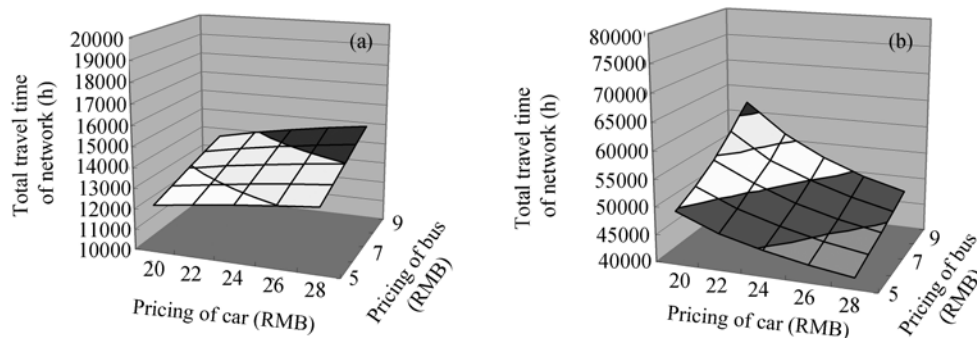 (a)
Total travel time
of network (h)
20000
19000
18000
17000
16000
15000
14000
13000
12000
10000
20
22
24
26
28
Pricing of car (RMB)
5
7
9
Pricing of bus
(RMB)
(b)
Total travel time
of network (h)
80000
75000
70000
65000
60000
55000
50000
45000
40000
20
22
24
26
28
Pricing of car (RMB)
5
7
9
Pricing of bus
(RMB)